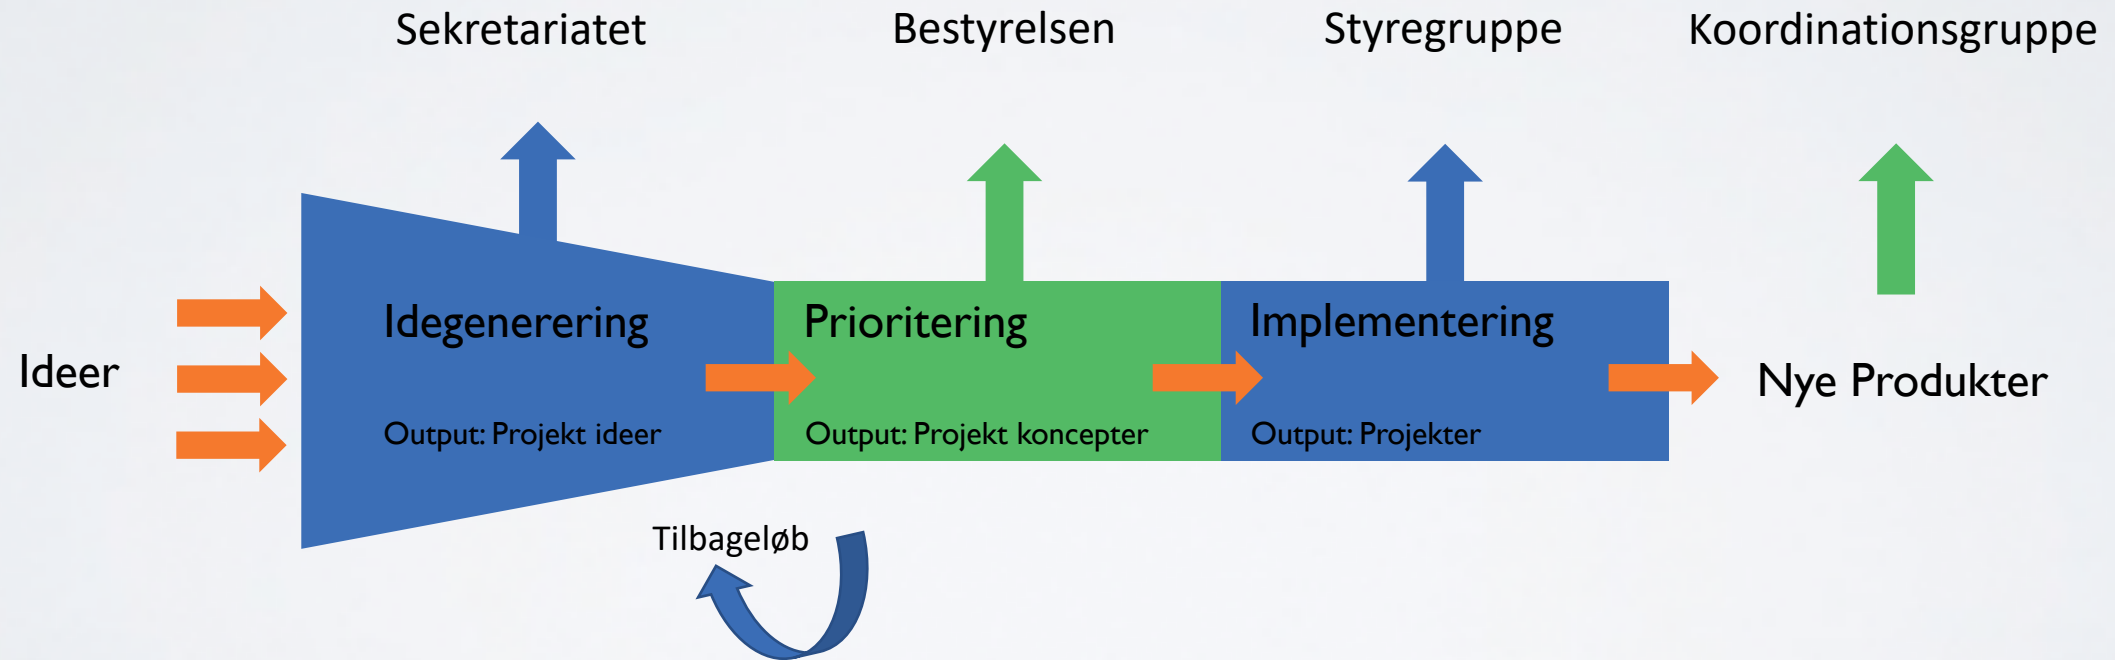 Sekretariatet
Bestyrelsen
Styregruppe
Koordinationsgruppe
Ideer
Idegenerering
Output: Projekt ideer
Prioritering
Output: Projekt koncepter
Implementering
Output: Projekter
Nye Produkter
Tilbageløb